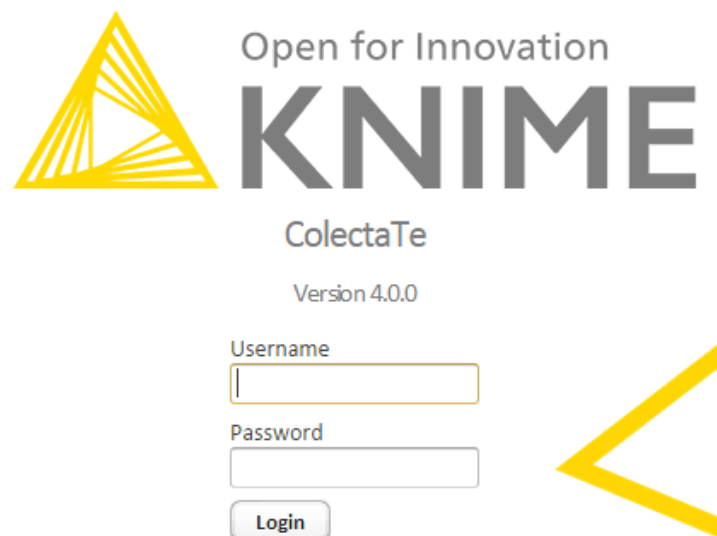 Open for Innovation
KNIME
ColectaTe
Version 4.0.0
Username
Password
Login